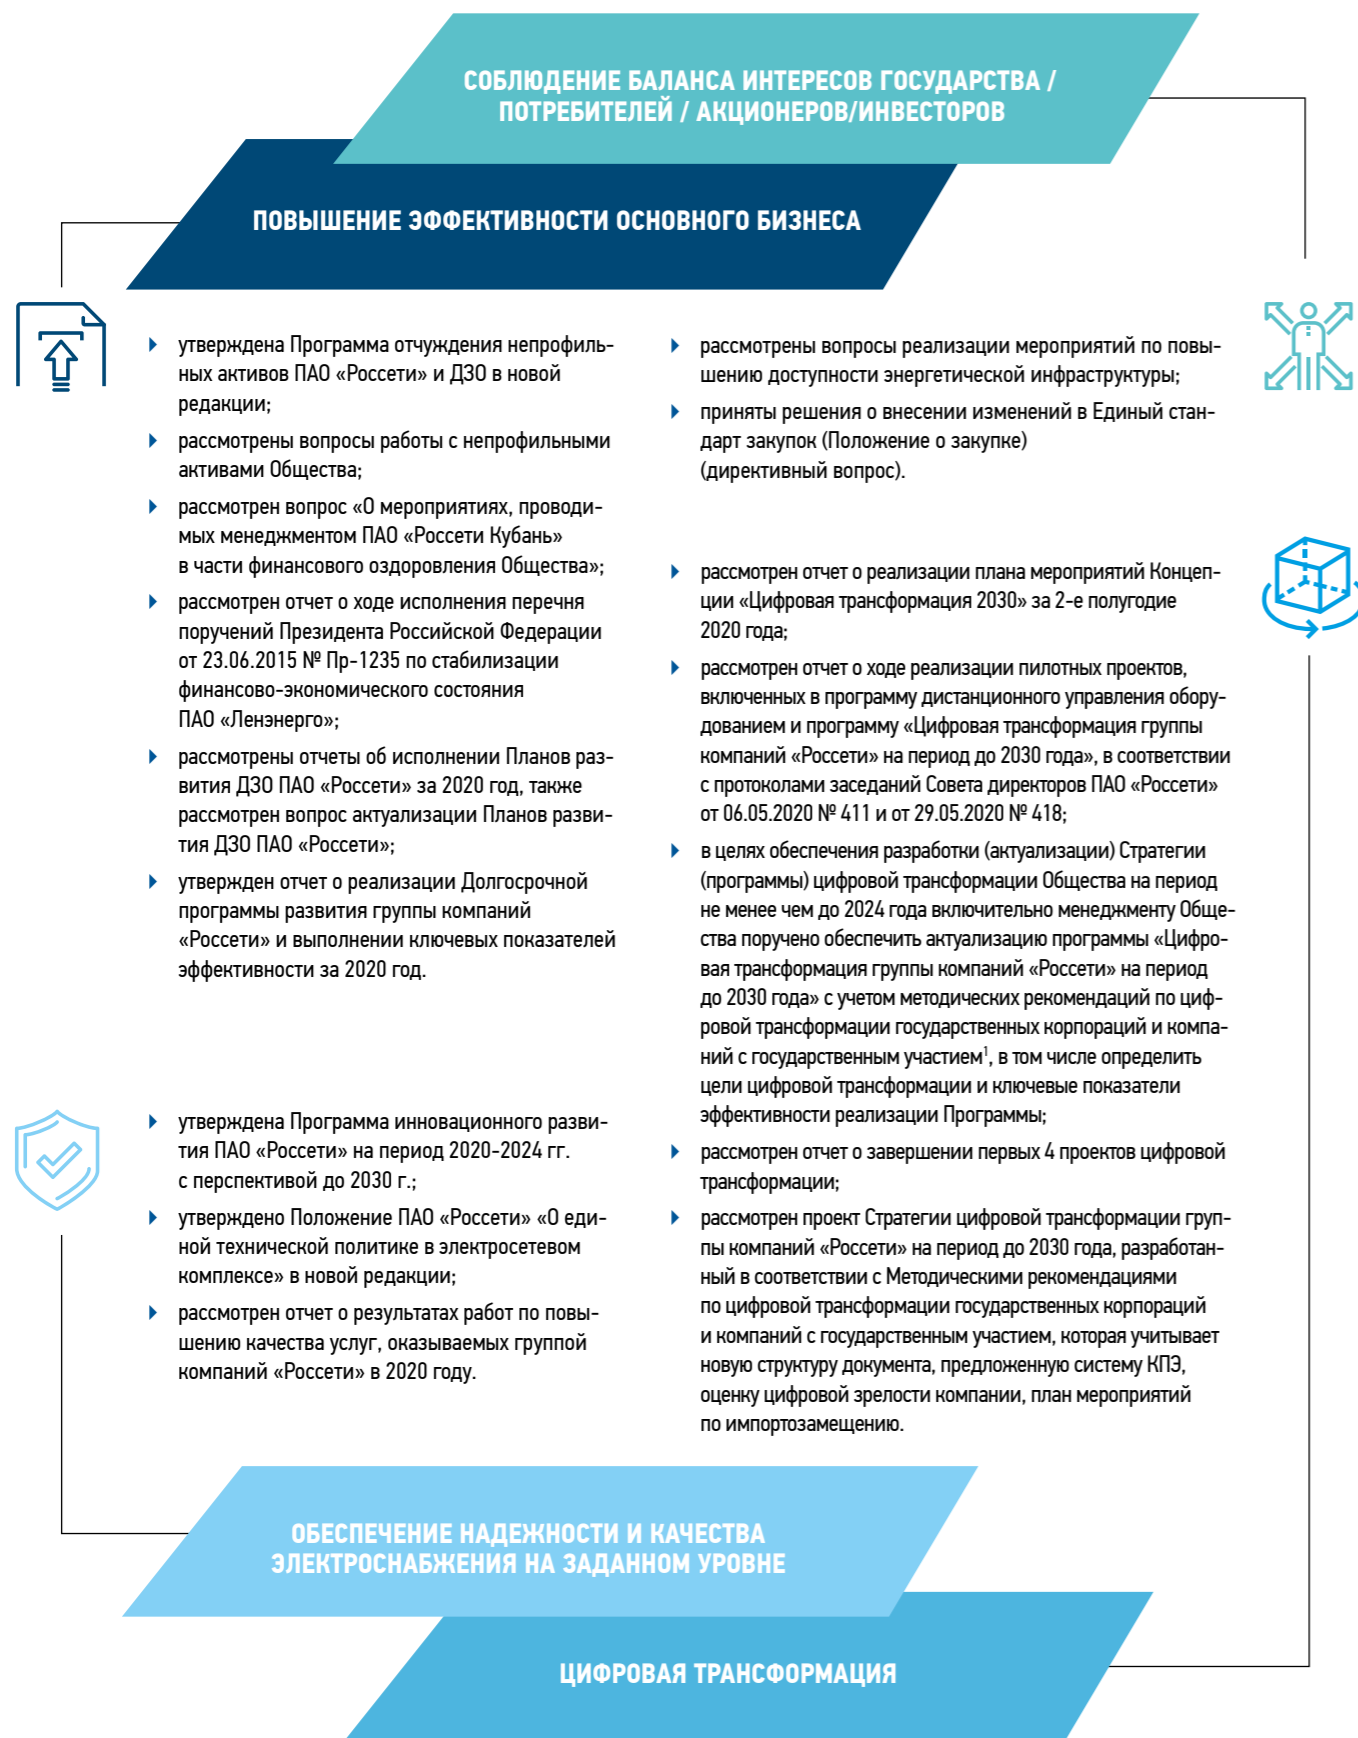 СОБЛЮДЕНИЕ БАЛАНСА ИНТЕРЕСОВ ГОСУДАРСТВА /
ПОТРЕБИТЕЛЕЙ / АКЦИОНЕРОВ/ИНВЕСТОРОВ
ПОВЫШЕНИЕ ЭФФЕКТИВНОСТИ ОСНОВНОГО БИЗНЕСА
утверждена Программа отчуждения непрофиль-
ных активов ПАО «Россети» и ДЗО в новой
редакции;
рассмотрены вопросы работы с непрофильными
активами Общества;
рассмотрен вопрос «О мероприятиях, проводи-
мых менеджментом ПАО «Россети Кубань»
в части финансового оздоровления Общества»;
рассмотрен отчет о ходе исполнения перечня
поручений Президента Российской Федерации
от 23.06.2015 № Пр-1235 по стабилизации
финансово-экономического состояния
ПАО «Ленэнерго»;
рассмотрены отчеты об исполнении Планов раз-
вития ДЗО ПАО «Россети» за 2020 год, также
рассмотрен вопрос актуализации Планов разви-
тия ДЗО ПАО «Россети»;
утвержден отчет о реализации Долгосрочной
программы развития группы компаний
«Россети» и выполнении ключевых показателей
эффективности за 2020 год.
рассмотрены вопросы реализации мероприятий по повы-
шению доступности энергетической инфраструктуры;
приняты решения о внесении изменений в Единый стан-
дарт закупок (Положение о закупке)
(директивный вопрос).
рассмотрен отчет о реализации плана мероприятий Концеп-
ции «Цифровая трансформация 2030» за 2-е полугодие
2020 года;
рассмотрен отчет о ходе реализации пилотных проектов,
включенных в программу дистанционного управления обору-
дованием и программу «Цифровая трансформация группы
компаний «Россети» на период до 2030 года», в соответствии
с протоколами заседаний Совета директоров ПАО «Россети»
от 06.05.2020 № 411 и от 29.05.2020 № 418;
в целях обеспечения разработки (актуализации) Стратегии
(программы) цифровой трансформации Общества на период
не менее чем до 2024 года включительно менеджменту Обще-
ства поручено обеспечить актуализацию программы «Цифро-
вая трансформация группы компаний «Россети» на период
до 2030 года» с учетом методических рекомендаций по циф-
ровой трансформации государственных корпораций и компа-
ний с государственным участием¹, в том числе определить
цели цифровой трансформации и ключевые показатели
эффективности реализации Программы;
рассмотрен отчет о завершении первых 4 проектов цифровой
трансформации;
рассмотрен проект Стратегии цифровой трансформации груп-
пы компаний «Россети» на период до 2030 года, разработан-
ный в соответствии с Методическими рекомендациями
по цифровой трансформации государственных корпораций
и компаний с государственным участием, которая учитывает
новую структуру документа, предложенную систему КПЭ,
оценку цифровой зрелости компании, план мероприятий
по импортозамещению.
утверждена Программа инновационного разви-
тия ПАО «Россети» на период 2020-2024 гг.
с перспективой до 2030 г.;
утверждено Положение ПАО «Россети» «О еди-
ной технической политике в электросетевом
комплексе» в новой редакции;
рассмотрен отчет о результатах работ по повы-
шению качества услуг, оказываемых группой
компаний «Россети» в 2020 году.
ОБЕСПЕЧЕНИЕ НАДЕЖНОСТИ И КАЧЕСТВА
ЭЛЕКТРОСНАБЖЕНИЯ НА ЗАДАННОМ УРОВНЕ
ЦИФРОВАЯ ТРАНСФОРМАЦИЯ